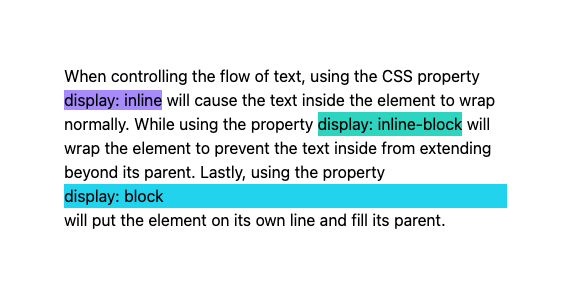 When controlling the flow of text, using the CSS property
display: inline will cause the text inside the element to wrap
normally. While using the property display: inline-block will
wrap the element to prevent the text inside from extending
beyond its parent. Lastly, using the property
display: block
will put the element on its own line and fill its parent.